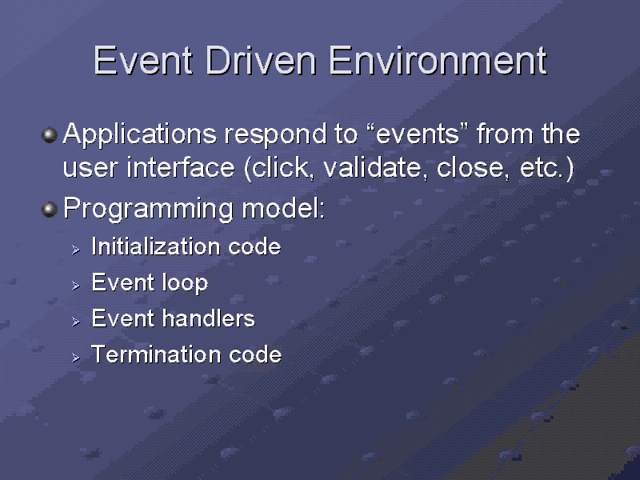 Event Driven Environment
Applications respond to “events” from the
user interface (click, validate, close, etc.)
Programming model:
Initialization code
Event loop
Event handlers
Termination code